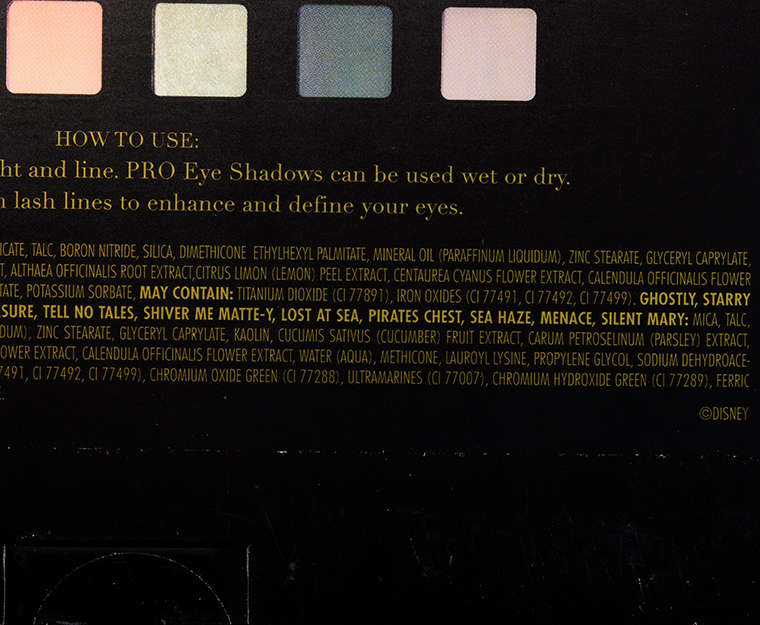 HOW TO USE:
ht and line. PRO Eye Shadows can be used wet or dry.
n lash lines to enhance and define your eyes.
ICATE, TALC, BORON NITRIDE, SILICA, DIMETHICONE ETHYLHEXYL PALMITATE, MINERAL OIL (PARAFFINUM LIQUIDUM), ZINC STEARATE, GLYCERYL CAPRYLATE,
T, ALTHAEA OFFICINALIS ROOT EXTRACT,CITRUS LIMON (LEMON) PEEL EXTRACT, CENTAUREA CYANUS FLOWER EXTRACT, CALENDULA OFFICINALIS FLOWER
TATE, POTASSIUM SORBATE, MAY CONTAIN: TITANIUM DIOXIDE (CI 77891), IRON OXIDES (CI 77491, CI 77492, CI 77499). GHOSTLY, STARRY
SURE, TELL NO TALES, SHIVER ME MATTE-Y, LOST AT SEA, PIRATES CHEST, SEA HAZE, MENACE, SILENT MARY: MICA, TALC,
DUM), ZINC STEARATE, GLYCERYL CAPRYLATE, KAOLIN, CUCUMIS SATIVUS (CUCUMBER) FRUIT EXTRACT, CARUM PETROSELINUM (PARSLEY) EXTRACT,
OWER EXTRACT, CALENDULA OFFICINALIS FLOWER EXTRACT, WATER (AQUA), METHICONE, LAUROYL LYSINE, PROPYLENE GLYCOL, SODIUM DEHYDROACE-
7491, CI 77492, CI 77499), CHROMIUM OXIDE GREEN (CI 77288), ULTRAMARINES (CI 77007), CHROMIUM HYDROXIDE GREEN (CI 77289), FERRIC
©DISNEY